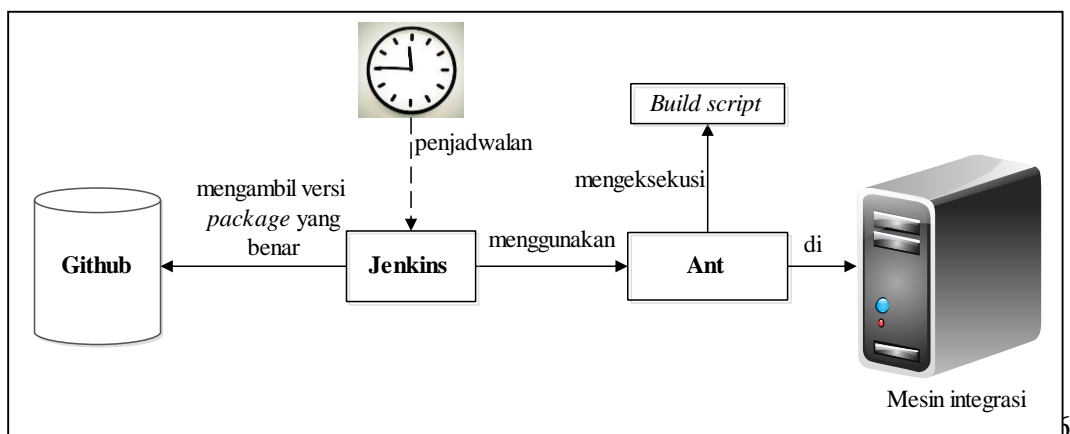 Build script
penjadwalan
mengeksekusi
mengambil versi
package yang
benar
menggunakan
di
Github
Jenkins
Ant
Mesin integrasi